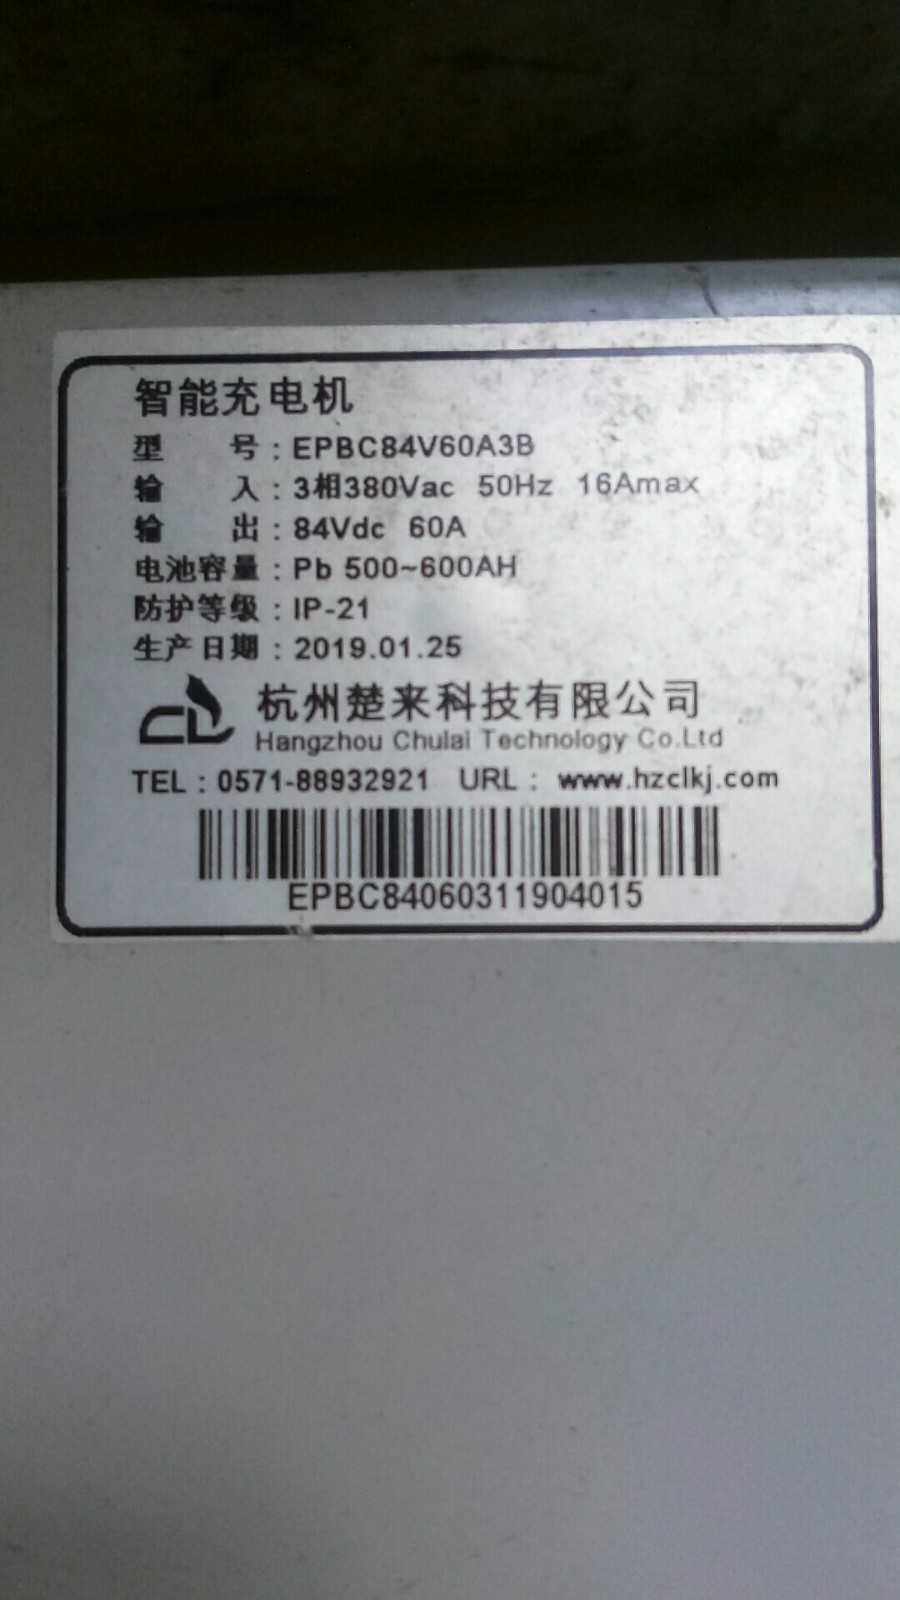 智能充电机
型 号：EPBC84V60A3B
输 入：3相380Vac 50Hz 16Amax
输 出：84Vdc 60A
电池容量：Pb 500~600AH
防护等级：IP-21
生产日期：2019.01.25
杭州楚来科技有限公司
Hangzhou Chulai Technology Co.Ltd
TEL：0571-88932921 URL： www.hzclkj.com
EPBC84060311904015